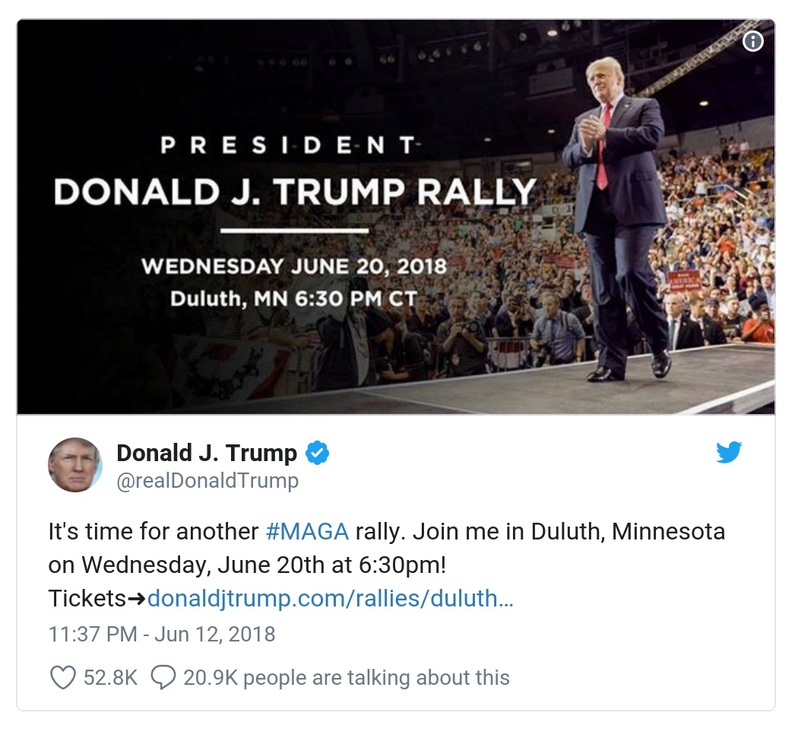 PRESIDENT
DONALD J. TRUMP RALLY
WEDNESDAY JUNE 20, 2018
Duluth, MN 6:30 PM CT
Donald J. Trump
@realDonaldTrump
It's time for another #MAGA rally. Join me in Duluth, Minnesota
on Wednesday, June 20th at 6:30pm!
Tickets➜donaldjtrump.com/rallies/duluth…
11:37 PM - Jun 12, 2018
52.8K 20.9K people are talking about this